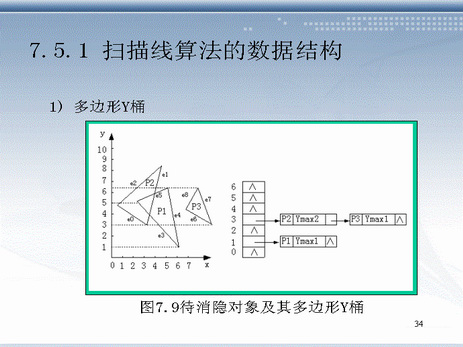 7.5.1 扫描线算法的数据结构
1) 多边形Y桶
y
10
9
8
7
6
5
4
3
2
1
0 1 2 3 4 5 6 7 x
e1
e2
P2
e5
P1
e4
e0
e3
e8
e7
P3
e6
6 ∧
5 ∧
4 ∧
3 P2 Ymax2 P3 Ymax1 ∧
2 ∧
1 P1 Ymax1 ∧
0 ∧
图7.9待消隐对象及其多边形Y桶
34